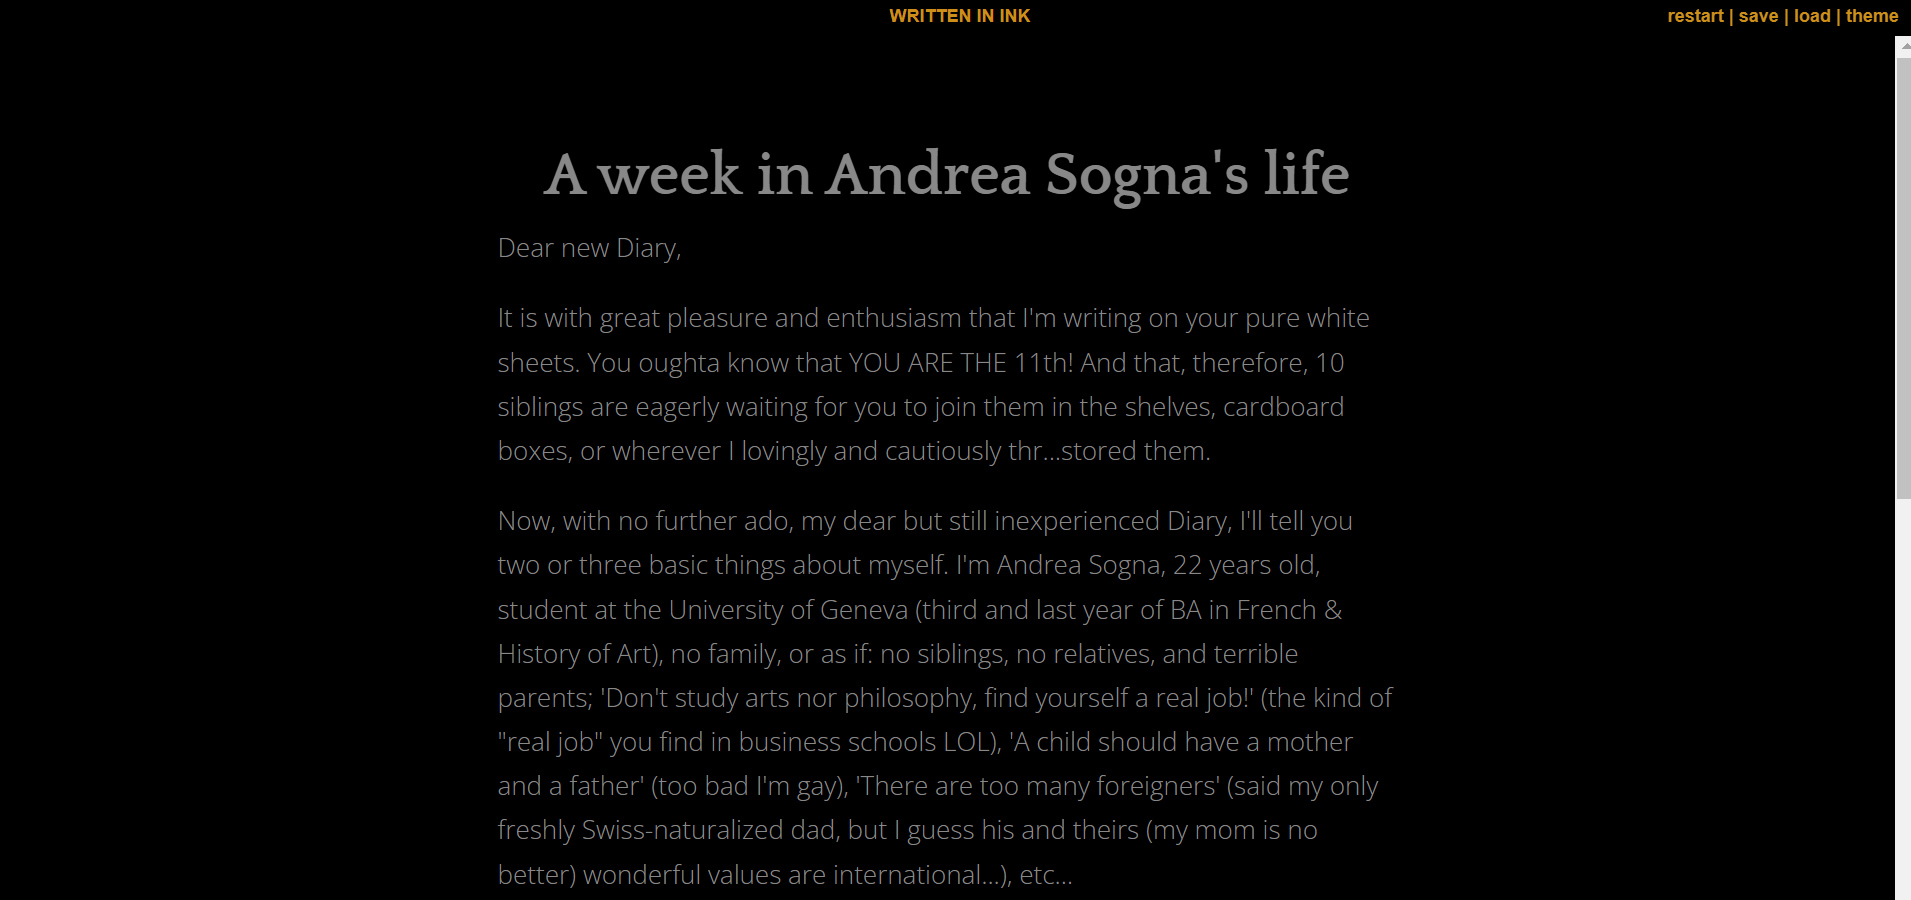 WRITTEN IN INK
restart | save | load | theme
A week in Andrea Sogna's life
Dear new Diary,
It is with great pleasure and enthusiasm that I'm writing on your pure white
sheets. You oughta know that YOU ARE THE 11th! And that, therefore, 10
siblings are eagerly waiting for you to join them in the shelves, cardboard
boxes, or wherever I lovingly and cautiously thr...stored them.
Now, with no further ado, my dear but still inexperienced Diary, I'll tell you
two or three basic things about myself. I'm Andrea Sogna, 22 years old,
student at the University of Geneva (third and last year of BA in French &
History of Art), no family, or as if: no siblings, no relatives, and terrible
parents; 'Don't study arts nor philosophy, find yourself a real job!' (the kind of
"real job" you find in business schools LOL), 'A child should have a mother
and a father' (too bad I'm gay), 'There are too many foreigners' (said my only
freshly Swiss-naturalized dad, but I guess his and theirs (my mom is no
better) wonderful values are international...), etc...